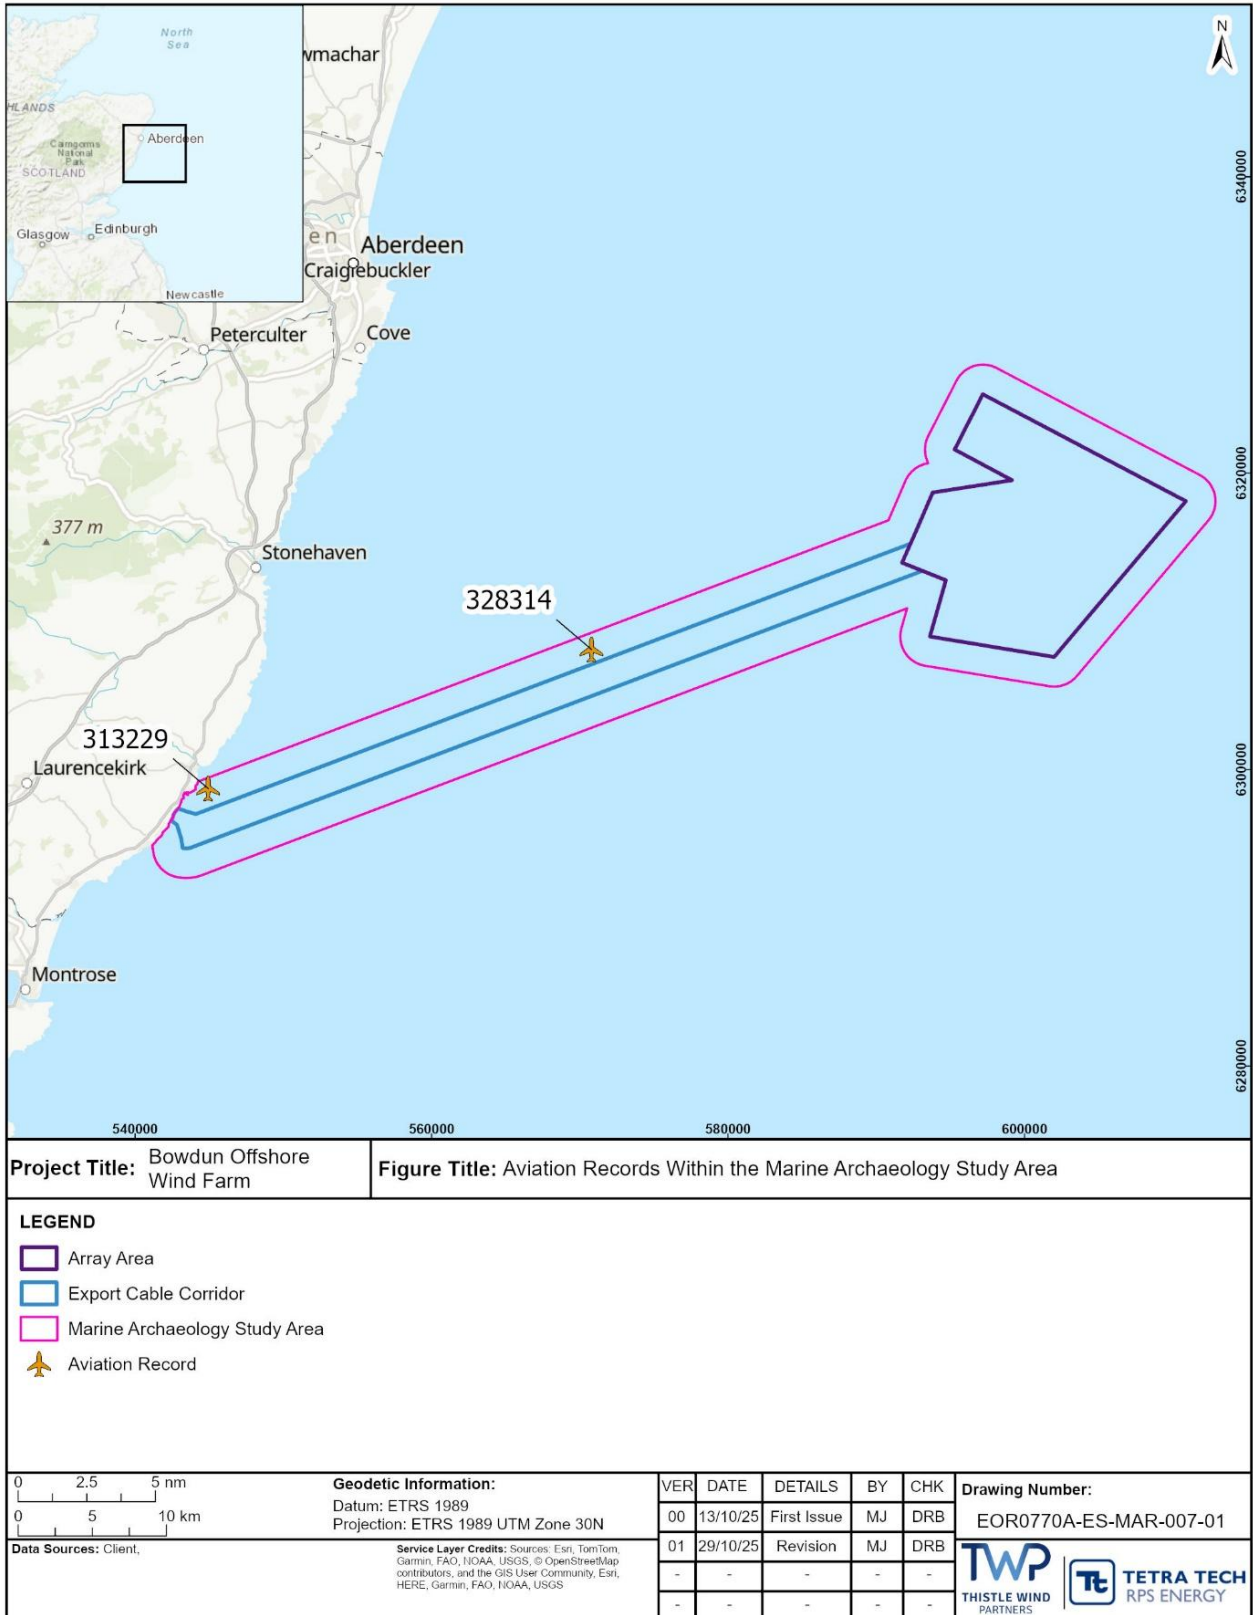 North
Sea
HLANDS
Cairngorms
National
Park
SCOTLAND
Aberdeen
Glasgow
Edinburgh
Newcastle
wmachar
N
en
Aberdeen
Craigiebuckler
Peterculter
Cove
377 m
Stonehaven
328314
313229
Laurencekirk
Montrose
6340000
6320000
6300000
6280000
540000
560000
580000
600000
Project Title: Bowdun Offshore
Wind Farm
Figure Title: Aviation Records Within the Marine Archaeology Study Area
LEGEND
Array Area
Export Cable Corridor
Marine Archaeology Study Area
Aviation Record
0 2.5 5 nm
0 5 10 km
Data Sources: Client,
Geodetic Information:
Datum: ETRS 1989
Projection: ETRS 1989 UTM Zone 30N
Service Layer Credits: Sources: Esri, TomTom,
Garmin, FAO, NOAA, USGS, © OpenStreetMap
contributors, and the GIS User Community, Esri,
HERE, Garmin, FAO, NOAA, USGS
VER DATE DETAILS BY CHK
00 13/10/25 First Issue MJ DRB
01 29/10/25 Revision MJ DRB
- - - - -
- - - - -
Drawing Number:
EOR0770A-ES-MAR-007-01
TWP
THISTLE WIND
PARTNERS
Tt
TETRA TECH
RPS ENERGY